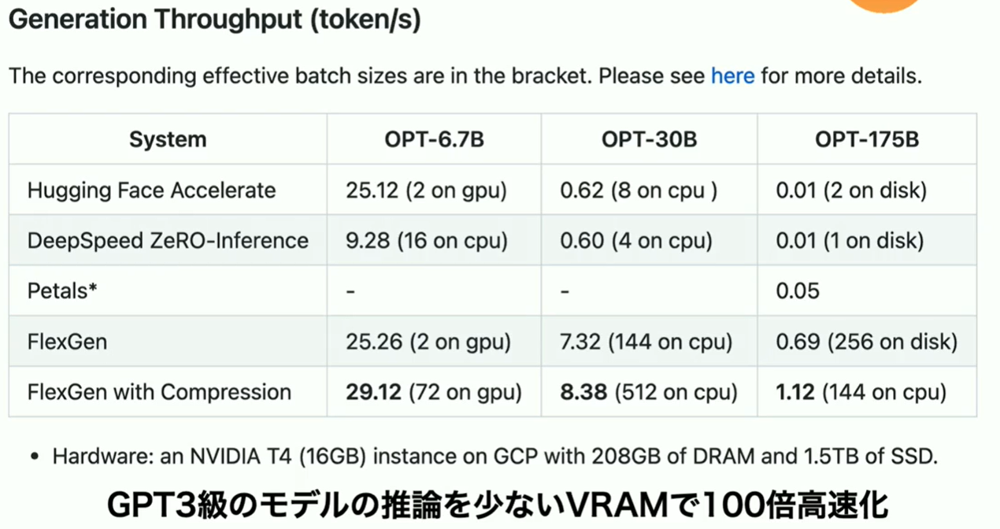 Generation Throughput (token/s)
The corresponding effective batch sizes are in the bracket. Please see here for more details.
System OPT-6.7B OPT-30B OPT-175B
Hugging Face Accelerate 25.12 (2 on gpu) 0.62 (8 on cpu ) 0.01 (2 on disk)
DeepSpeed ZeRO-Inference 9.28 (16 on cpu) 0.60 (4 on cpu) 0.01 (1 on disk)
Petals* - - 0.05
FlexGen 25.26 (2 on gpu) 7.32 (144 on cpu) 0.69 (256 on disk)
FlexGen with Compression 29.12 (72 on gpu) 8.38 (512 on cpu) 1.12 (144 on cpu)
• Hardware: an NVIDIA T4 (16GB) instance on GCP with 208GB of DRAM and 1.5TB of SSD.
GPT3級のモデルの推論を少ないVRAMで100倍高速化